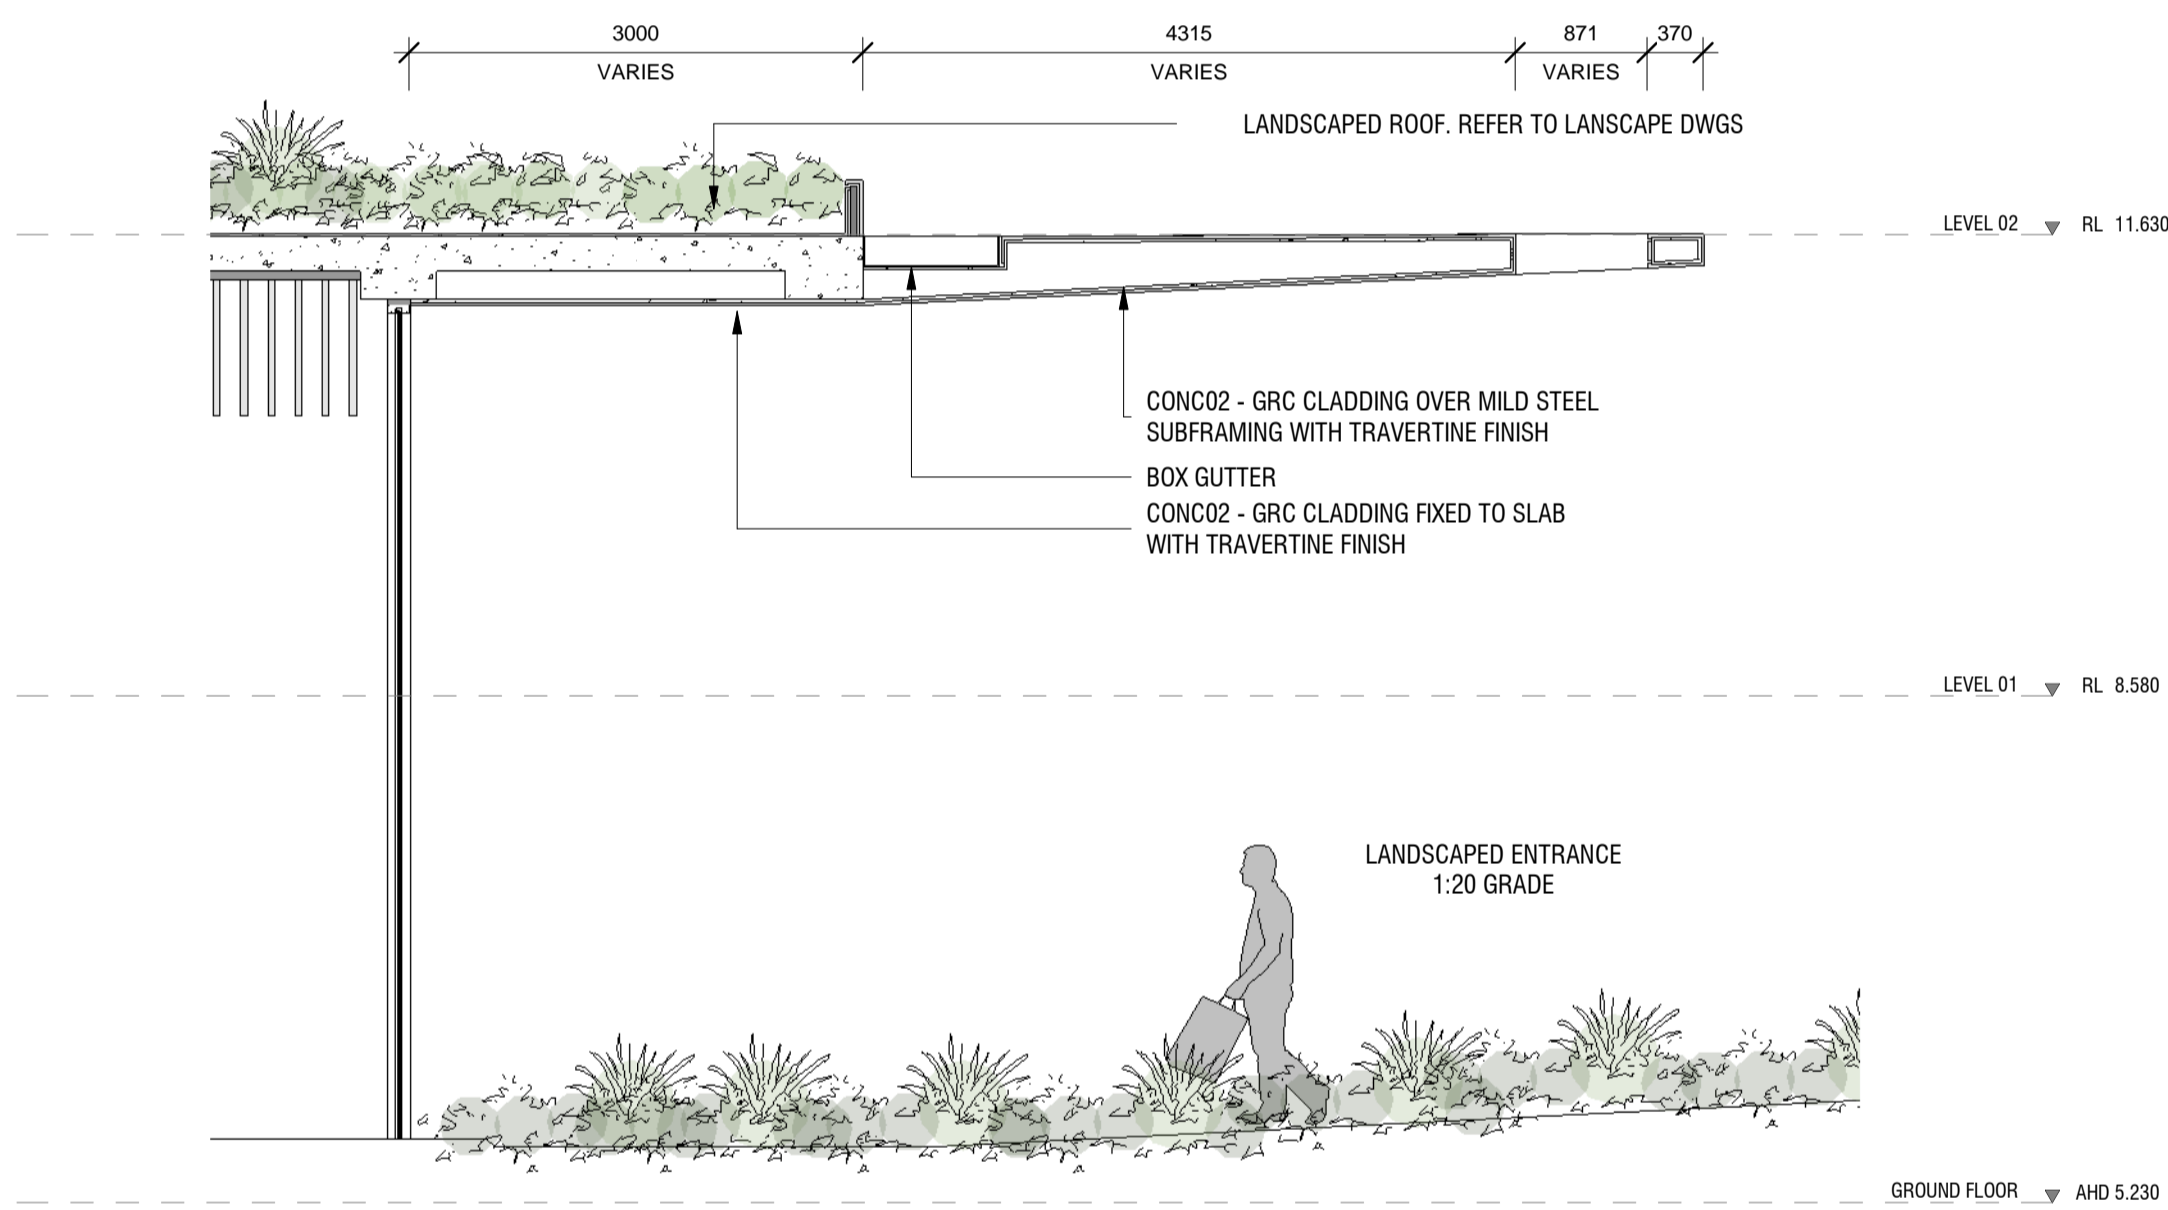 3000
4315
871
370
VARIES
VARIES
VARIES
LANDSCAPED ROOF. REFER TO LANSCAPE DWGS
LEVEL 02
RL 11.630
CONC02 - GRC CLADDING OVER MILD STEEL
SUBFRAMING WITH TRAVERTINE FINISH
BOX GUTTER
CONC02 - GRC CLADDING FIXED TO SLAB
WITH TRAVERTINE FINISH
LEVEL 01
RL 8.580
LANDSCAPED ENTRANCE
1:20 GRADE
GROUND FLOOR
AHD 5.230